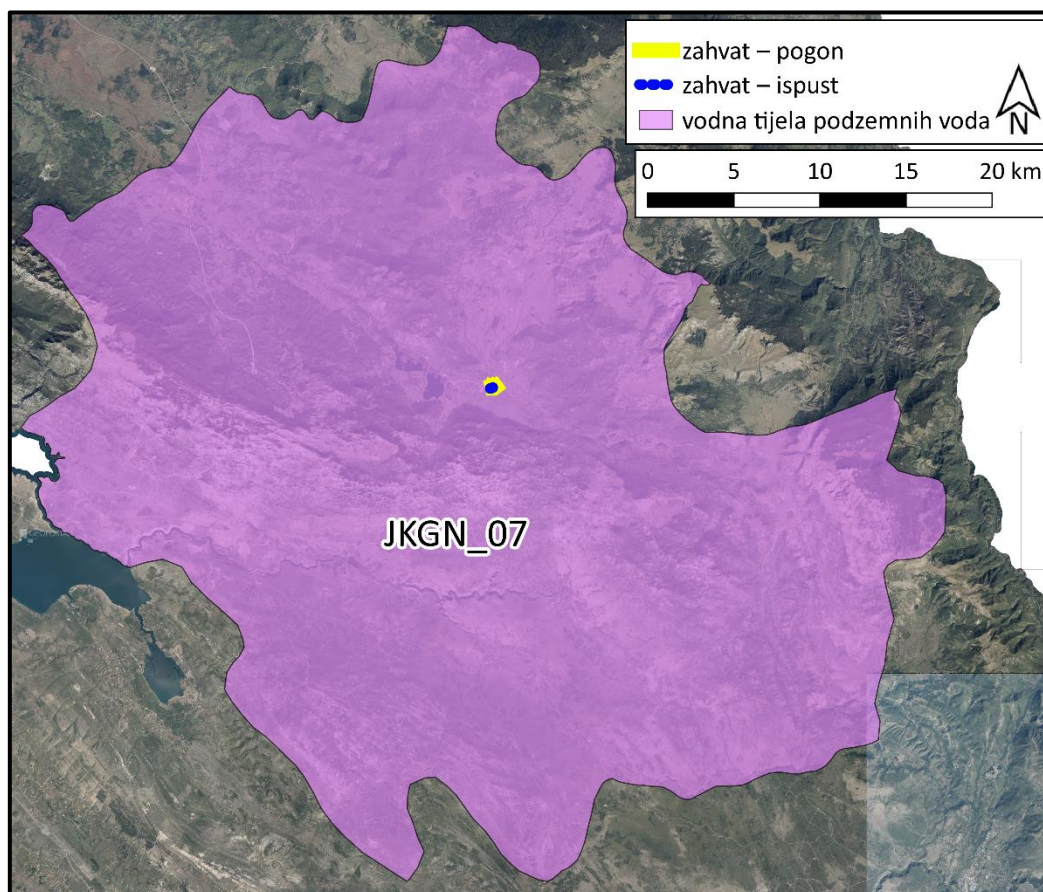 zahvat – pogon
zahvat – ispust
vodna tijela podzemnih voda
N
0 5 10 15 20 km
JKGN_07